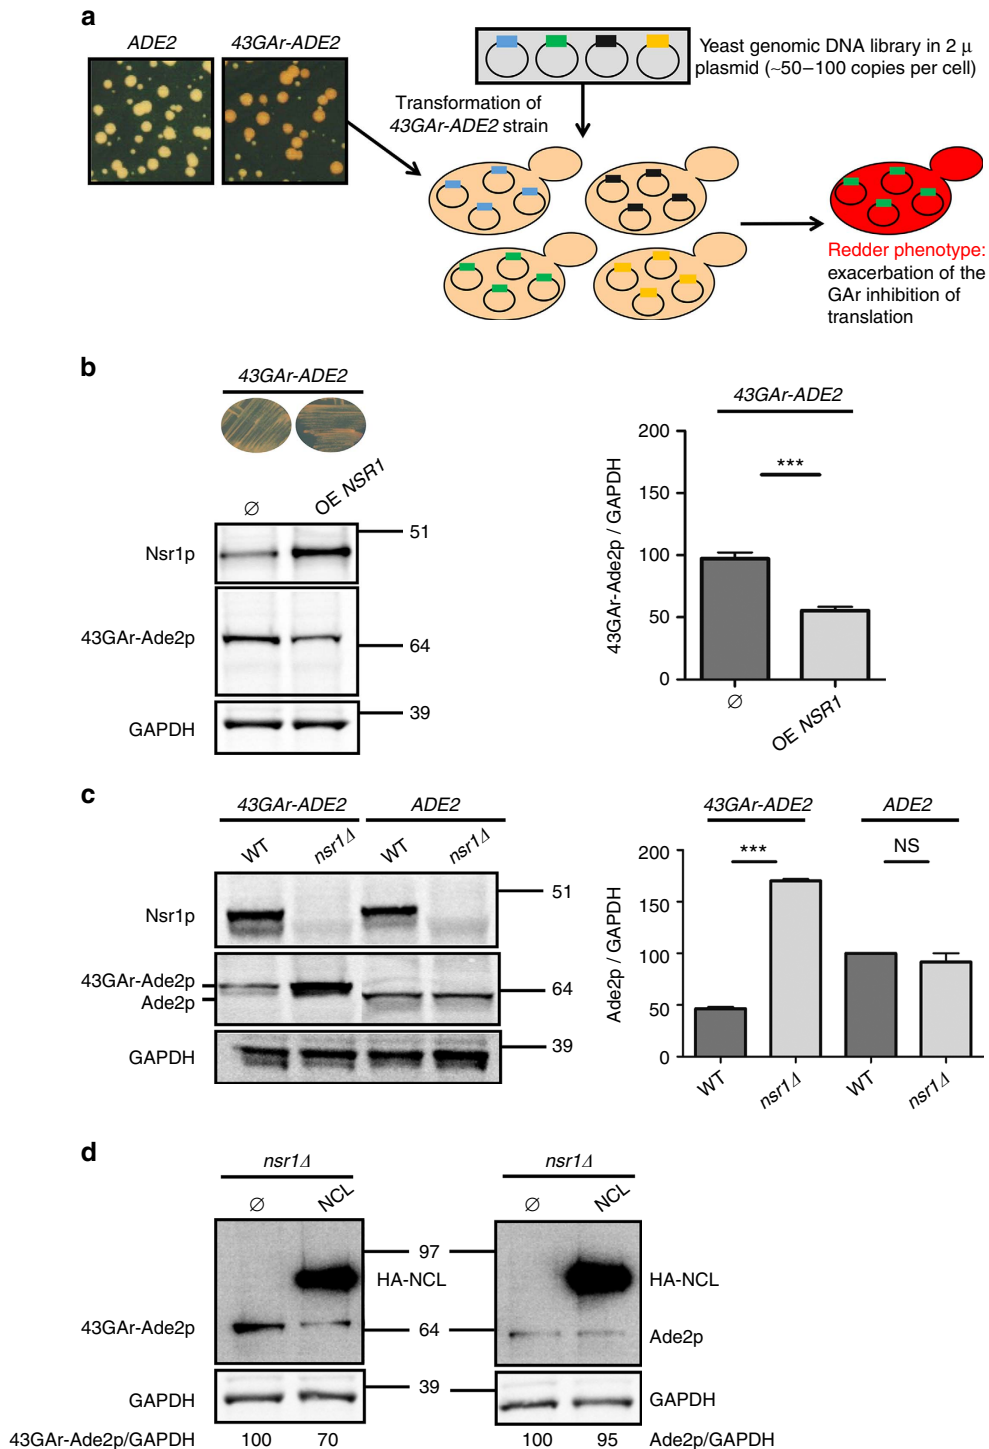 a
ADE2
43GAr-ADE2
Yeast genomic DNA library in 2 μ
plasmid (~50–100 copies per cell)
Transformation of
43GAr-ADE2 strain
Redder phenotype:
exacerbation of the
GAr inhibition of
translation
b
43GAr-ADE2
∅
OE NSR1
Nsr1p
51
43GAr-Ade2p
64
GAPDH
39
43GAr-ADE2
43GAr-Ade2p / GAPDH
200
150
100
50
0
***
∅
OE NSR1
c
43GAr-ADE2
ADE2
WT
nsr1Δ
WT
nsr1Δ
Nsr1p
51
43GAr-Ade2p
Ade2p
64
GAPDH
39
43GAr-ADE2
ADE2
Ade2p / GAPDH
200
150
100
50
0
***
NS
WT
nsr1Δ
WT
nsr1Δ
d
nsr1Δ
∅
NCL
nsr1Δ
∅
NCL
97
HA-NCL
HA-NCL
43GAr-Ade2p
64
Ade2p
GAPDH
39
GAPDH
43GAr-Ade2p/GAPDH
100
70
100
95
Ade2p/GAPDH